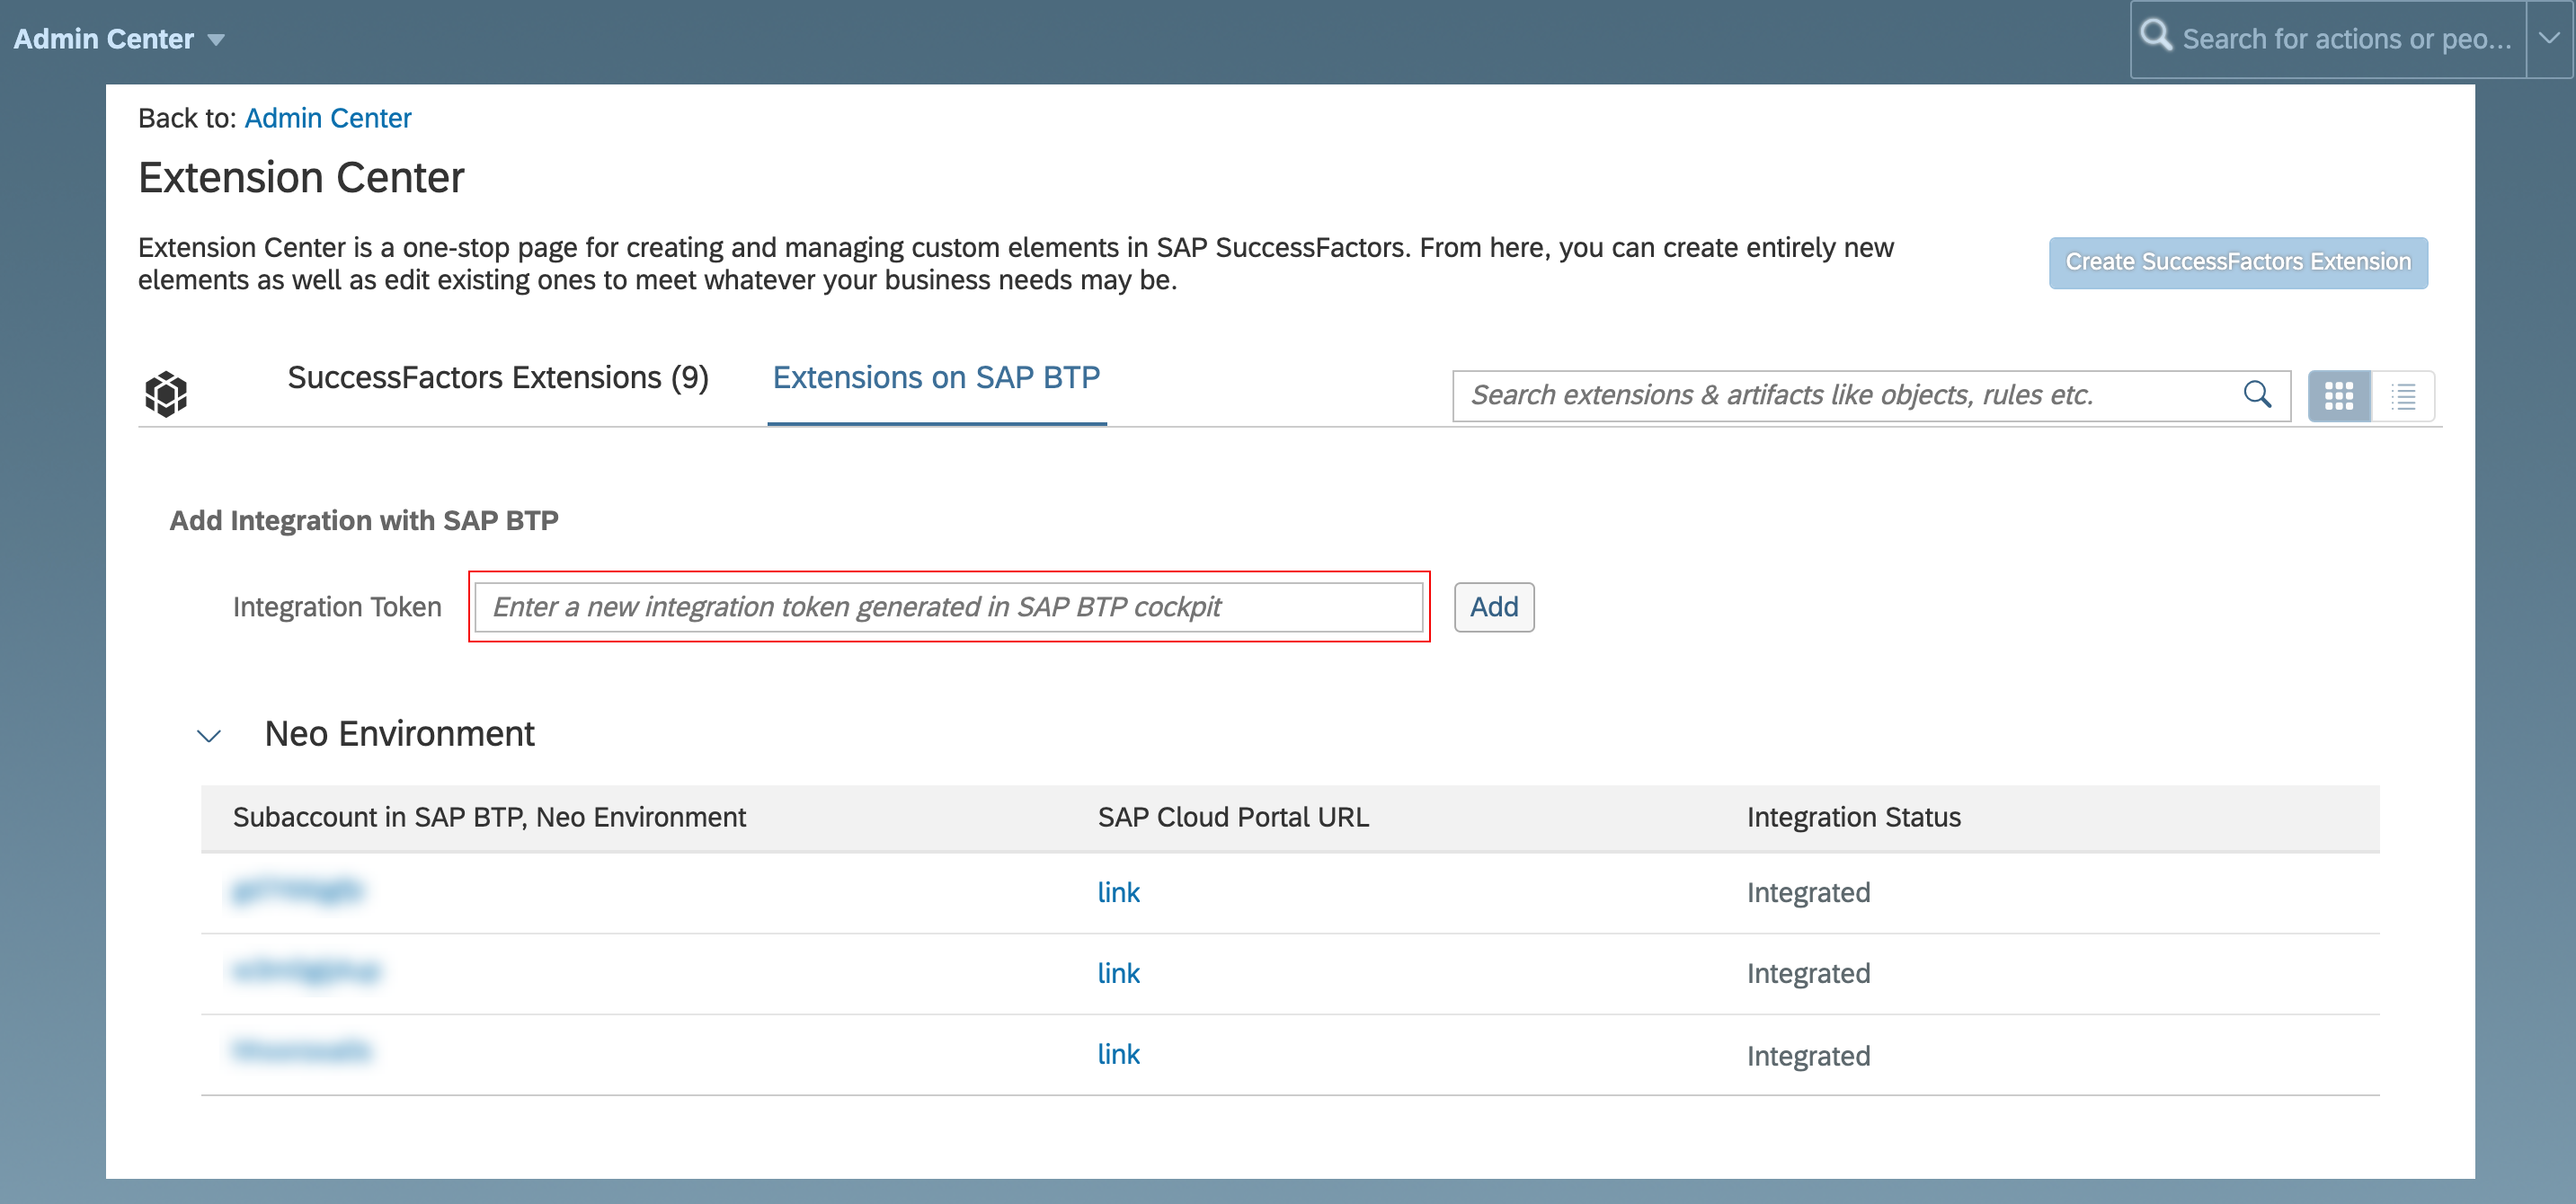 Admin Center
Search for actions or peo...
Back to: Admin Center
Extension Center
Extension Center is a one-stop page for creating and managing custom elements in SAP SuccessFactors. From here, you can create entirely new
elements as well as edit existing ones to meet whatever your business needs may be.
Create SuccessFactors Extension
SuccessFactors Extensions (9)
Extensions on SAP BTP
Search extensions & artifacts like objects, rules etc.
Add Integration with SAP BTP
Integration Token
Enter a new integration token generated in SAP BTP cockpit
Add
Neo Environment
Subaccount in SAP BTP, Neo Environment
SAP Cloud Portal URL
Integration Status
link
Integrated
link
Integrated
link
Integrated